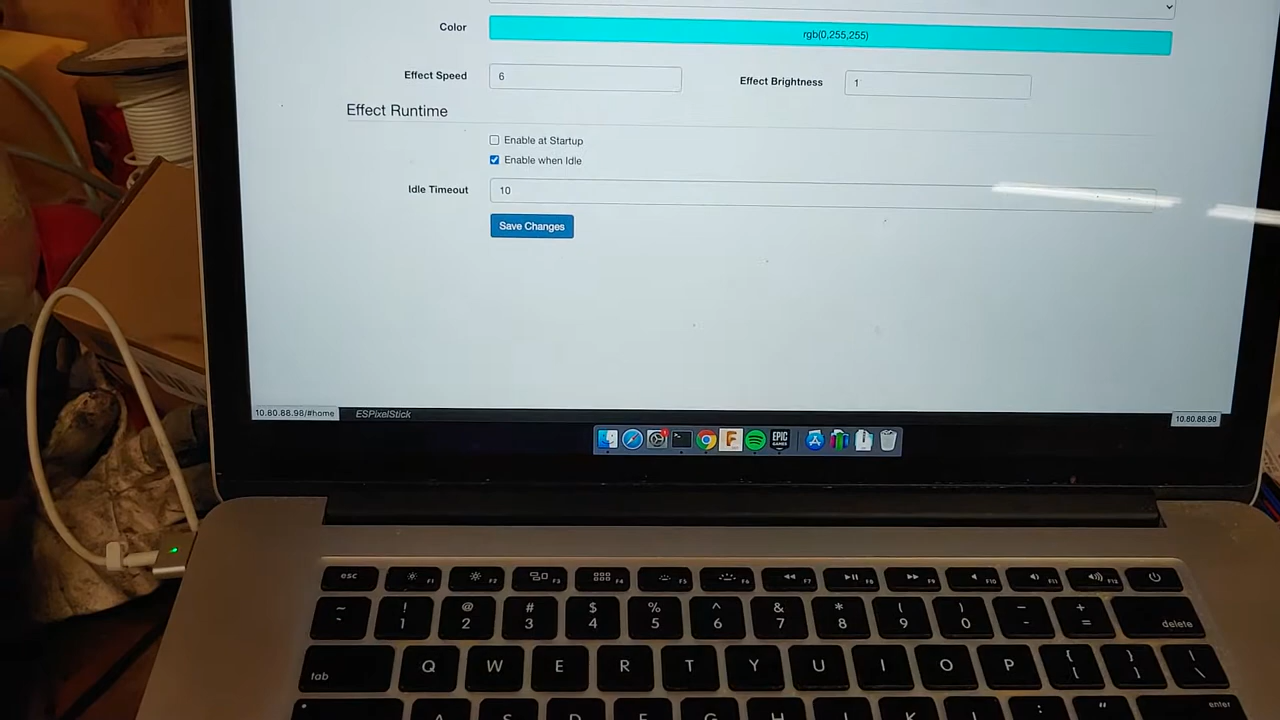 Color
rgb(0,255,255)
Effect Speed
6
Effect Brightness
1
Effect Runtime
Enable at Startup
Enable when Idle
Idle Timeout
10
Save Changes
10.60.88.98/#home
ESPixelStick
10.60.88.98
EPIC
GAMES
esc
F1
F2
F3
F4
F5
F6
F7
F8
F9
F10
F11
F12
~ `
! 1
@ 2
# 3
$ 4
% 5
^ 6
& 7
* 8
( 9
) 0
_ -
+ =
delete
tab
Q W E R T Y U I O P
{ [
} ]
| \
A S D F G H J K L
:
"
enter